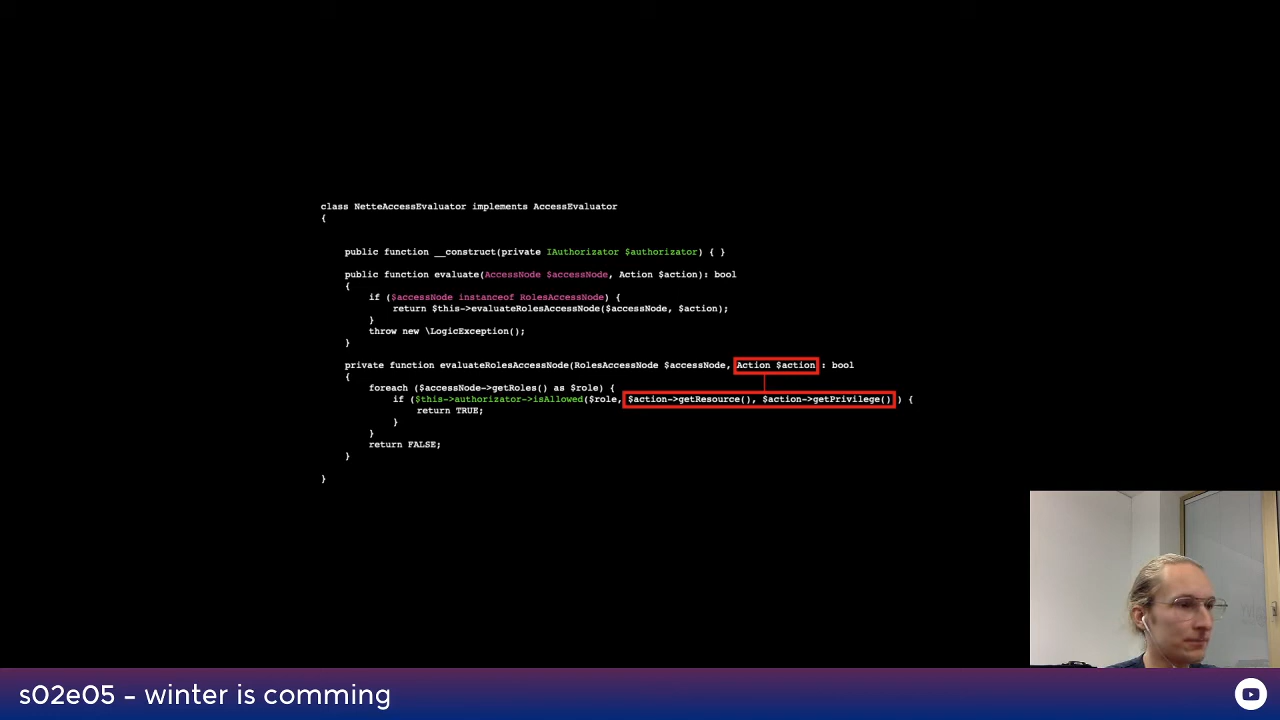 class NetteAccessEvaluator implements AccessEvaluator
{
public function __construct(private IAuthorizator $authorizator) { }
public function evaluate(AccessNode $accessNode, Action $action): bool
{
if ($accessNode instanceof RolesAccessNode) {
return $this->evaluateRolesAccessNode($accessNode, $action);
}
throw new \LogicException();
}
private function evaluateRolesAccessNode(RolesAccessNode $accessNode, Action $action : bool
{
foreach ($accessNode->getRoles() as $role) {
if ($this->authorizator->isAllowed($role, $action->getResource(), $action->getPrivilege() ) {
return TRUE;
}
}
return FALSE;
}
}
s02e05 - winter is comming